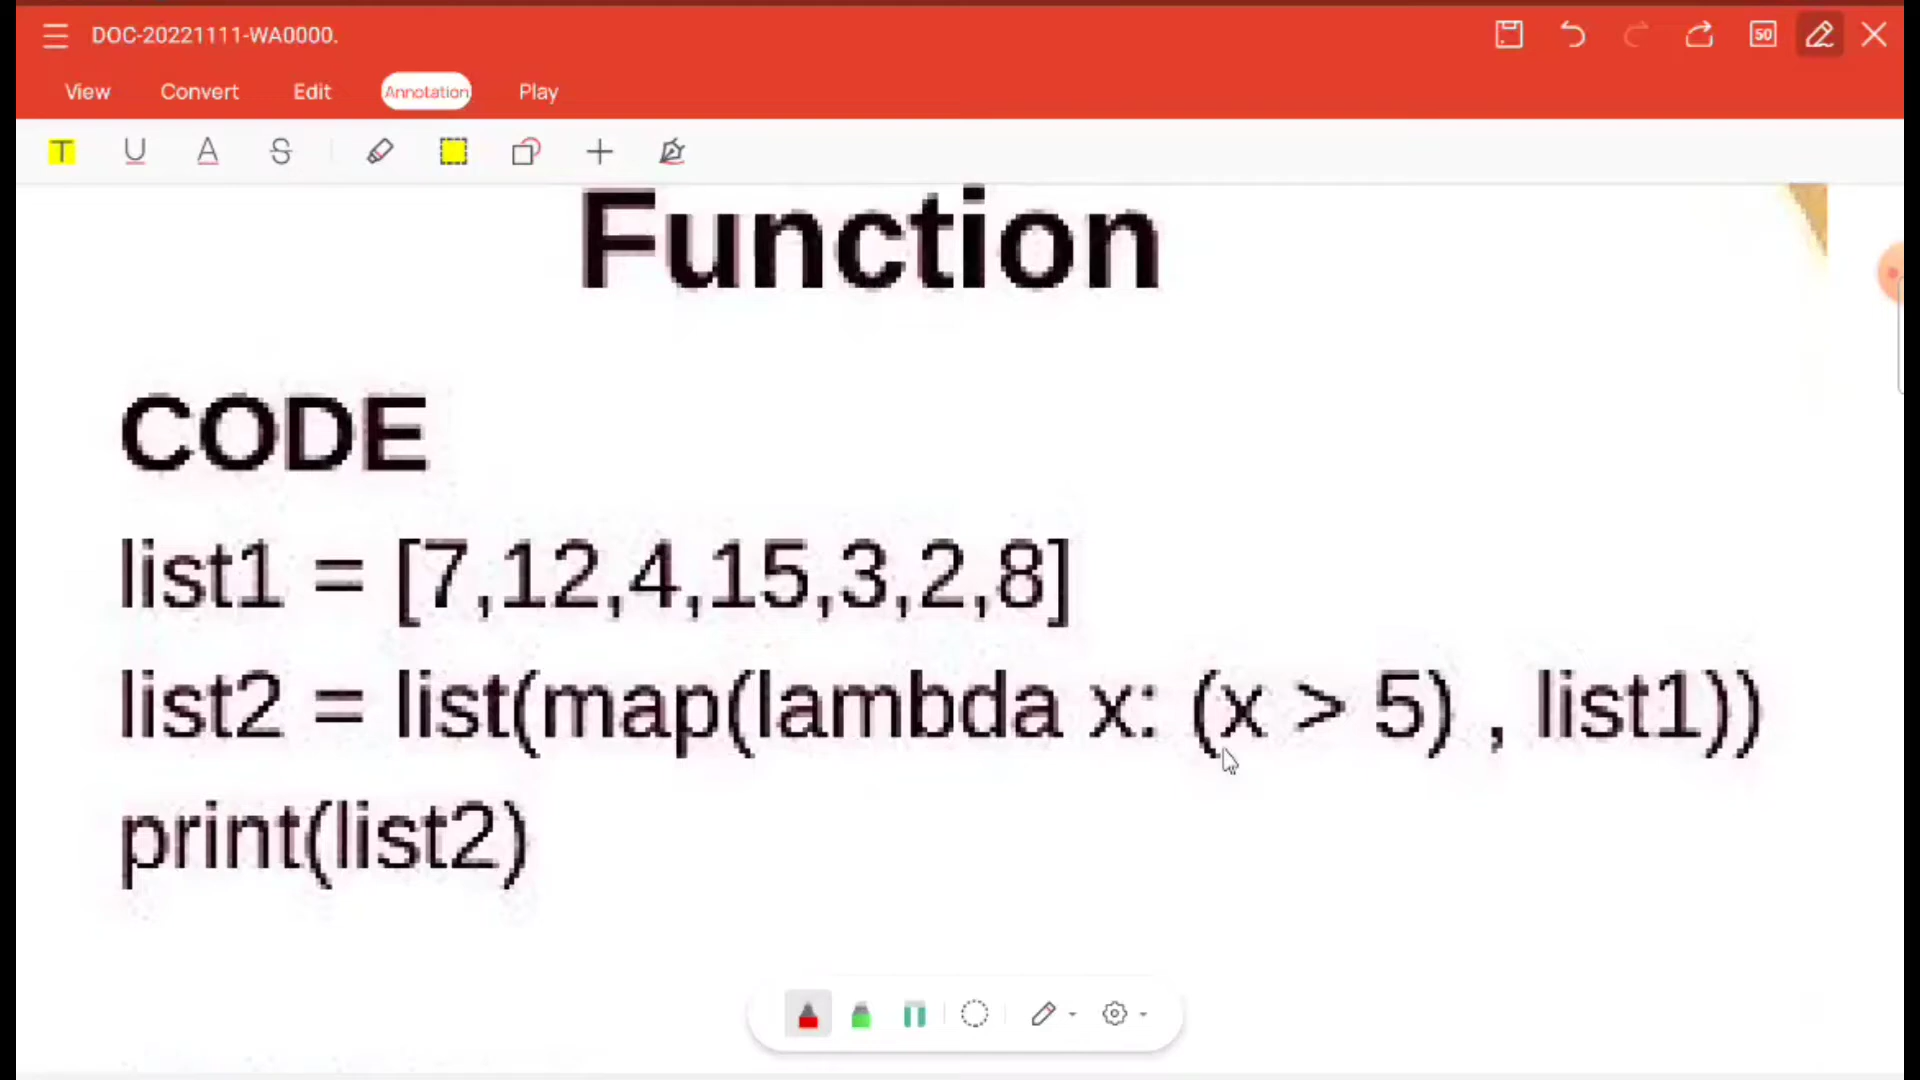 DOC-20221111-WA0000.
50
View Convert Edit Annotation Play
T U A S
Function
CODE
list1 = [7,12,4,15,3,2,8]
list2 = list(map(lambda x: (x > 5) , list1))
print(list2)